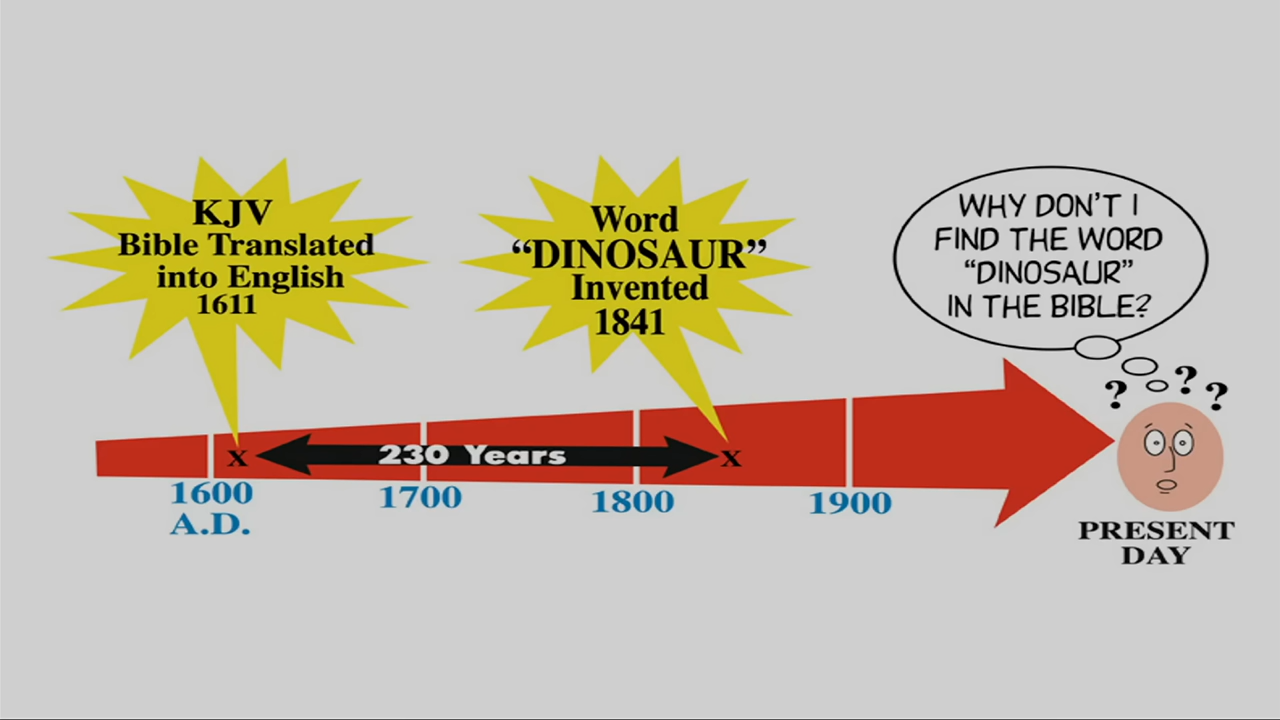 KJV
Bible Translated
into English
1611
Word
“DINOSAUR”
Invented
1841
WHY DON'T I
FIND THE WORD
“DINOSAUR”
IN THE BIBLE?
? ? ?
x
230 Years
x
1600
A.D.
1700
1800
1900
PRESENT
DAY